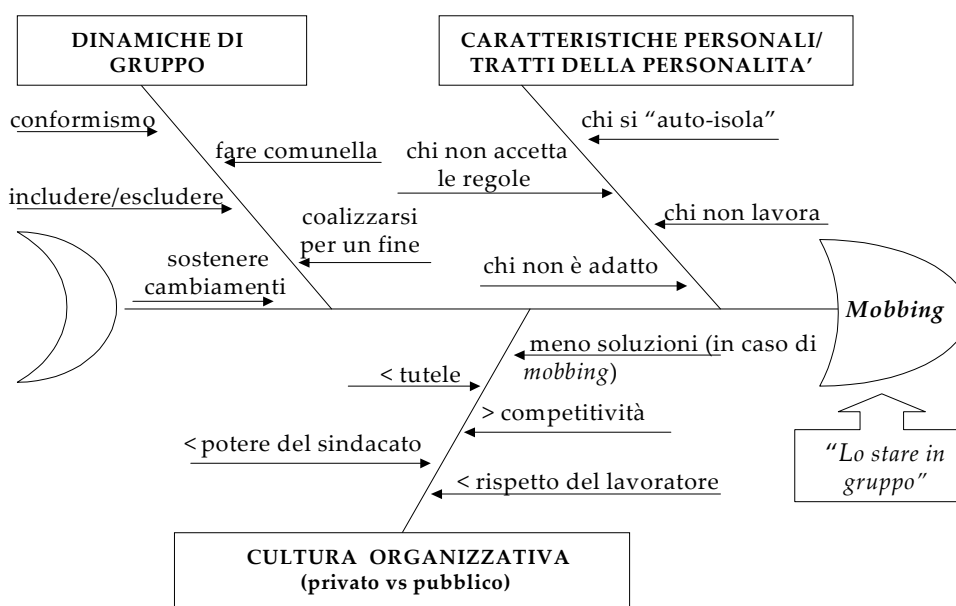 DINAMICHE DI
GRUPPO
CARATTERISTICHE PERSONALI/
TRATTI DELLA PERSONALITA’
conformismo
fare comunella
includere/escludere
coalizzarsi
per un fine
sostenere
cambiamenti
chi si “auto-isola”
chi non accetta
le regole
chi non lavora
chi non è adatto
Mobbing
meno soluzioni (in caso di
mobbing)
< tutele
> competitività
< potere del sindacato
< rispetto del lavoratore
“Lo stare in
gruppo”
CULTURA ORGANIZZATIVA
(privato vs pubblico)